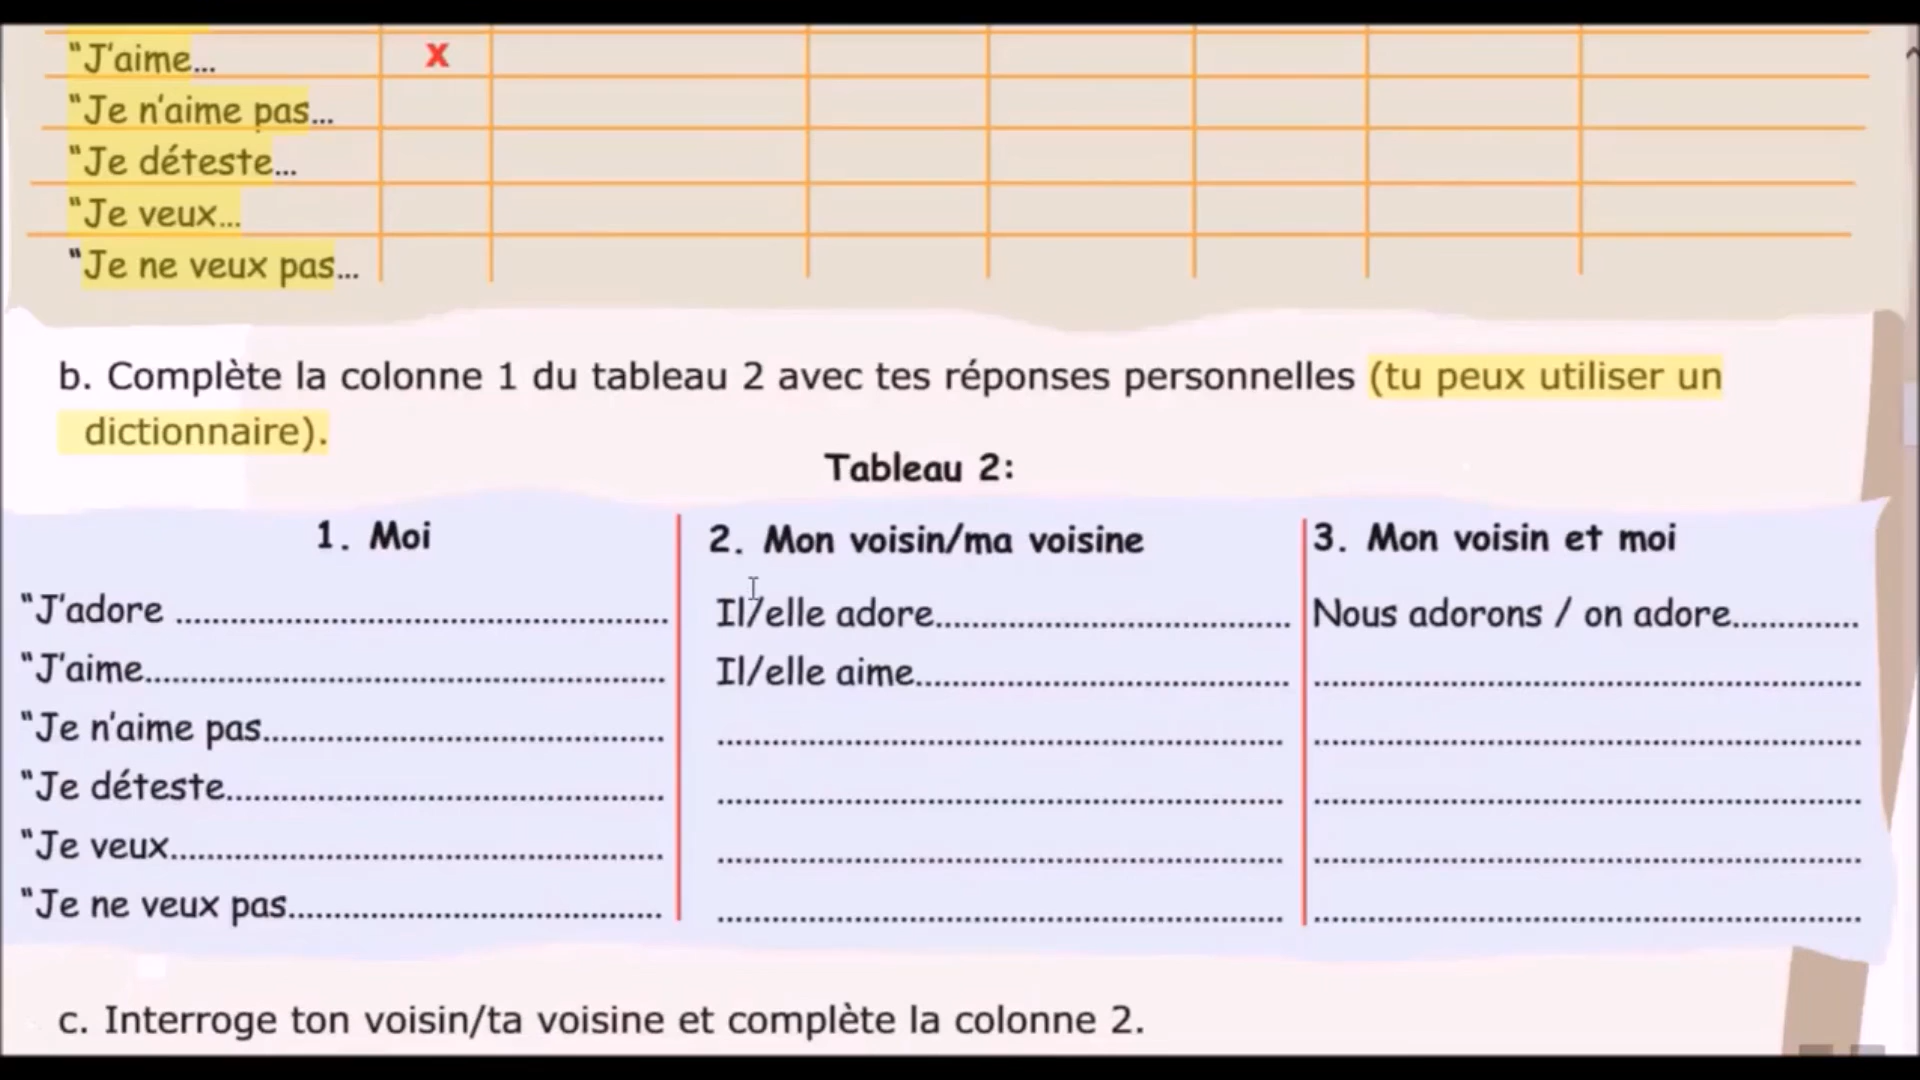 "J'aime...
x
"Je n'aime pas...
"Je déteste...
"Je veux...
"Je ne veux pas...
b. Complète la colonne 1 du tableau 2 avec tes réponses personnelles (tu peux utiliser un
dictionnaire).
Tableau 2:
1. Moi
2. Mon voisin/ma voisine
3. Mon voisin et moi
"J'adore ......................................................
Il/elle adore.......................................
Nous adorons / on adore..............
"J'aime.........................................................
Il/elle aime.........................................
............................................................
"Je n'aime pas............................................
..............................................................
............................................................
"Je déteste................................................
..............................................................
............................................................
"Je veux......................................................
..............................................................
............................................................
"Je ne veux pas.........................................
..............................................................
............................................................
c. Interroge ton voisin/ta voisine et complète la colonne 2.